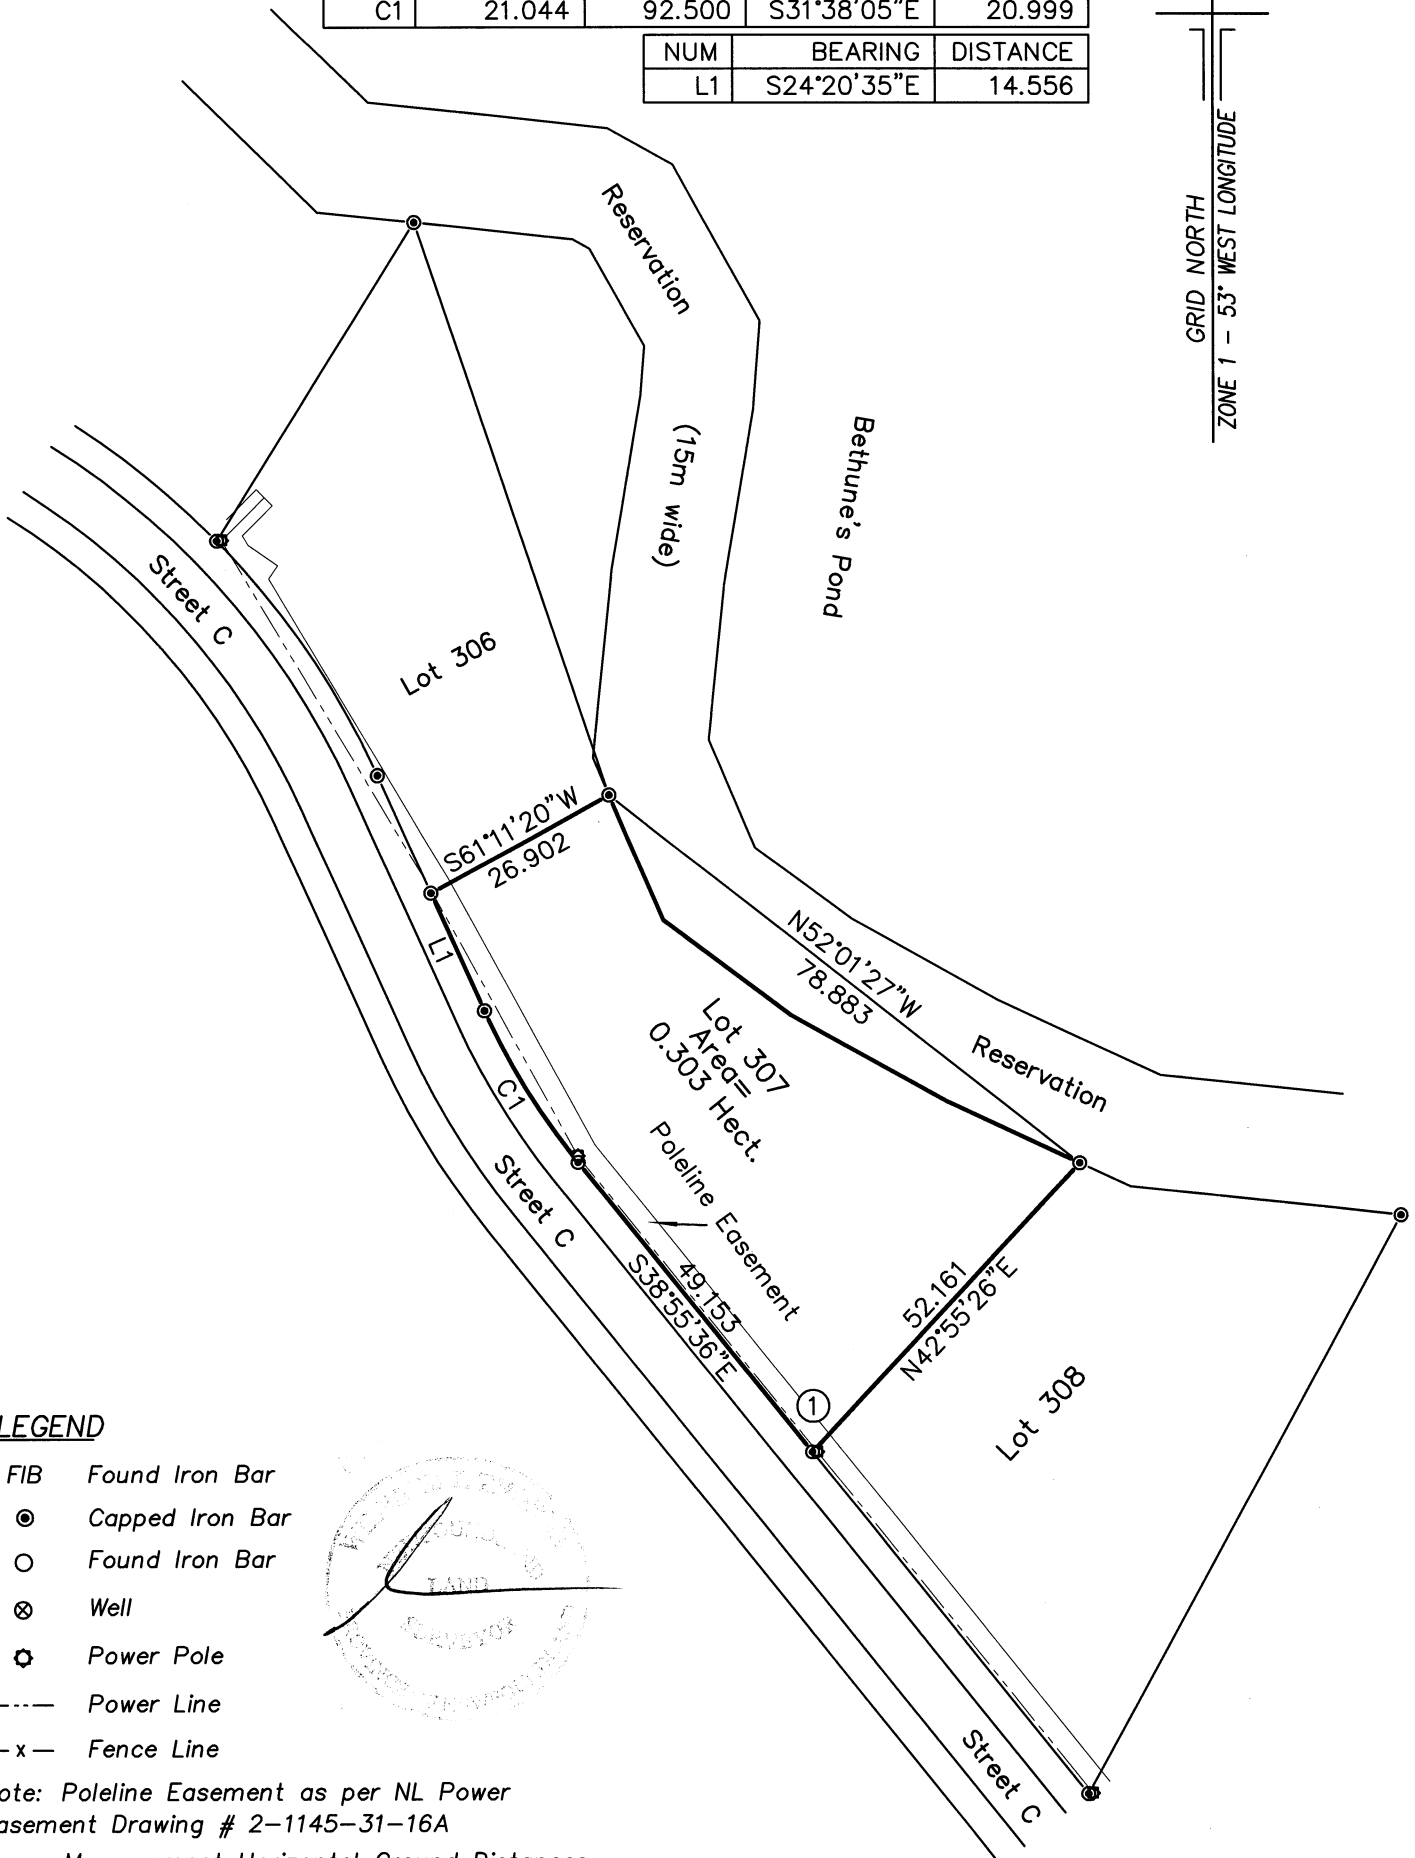 C1 21.044 92.500 S31°38'05"E 20.999
NUM BEARING DISTANCE
L1 S24°20'35"E 14.556
GRID NORTH
ZONE 1 - 53° WEST LONGITUDE
Reservation
(15m wide)
Bethune's Pond
Street C
Lot 306
S61°11'20"W
26.902
L1
N52°01'27"W
78.883
Reservation
Lot 307
Area=
0.303 Hect.
C1
Poleline Easement
Street C
49.153
S38°55'36"E
52.161
N42°55'26"E
1
Lot 308
Street C
LEGEND
FIB Found Iron Bar
Capped Iron Bar
Found Iron Bar
Well
Power Pole
Power Line
x Fence Line
ote: Poleline Easement as per NL Power
asement Drawing # 2-1145-31-16A
LAND
SURVEYOR